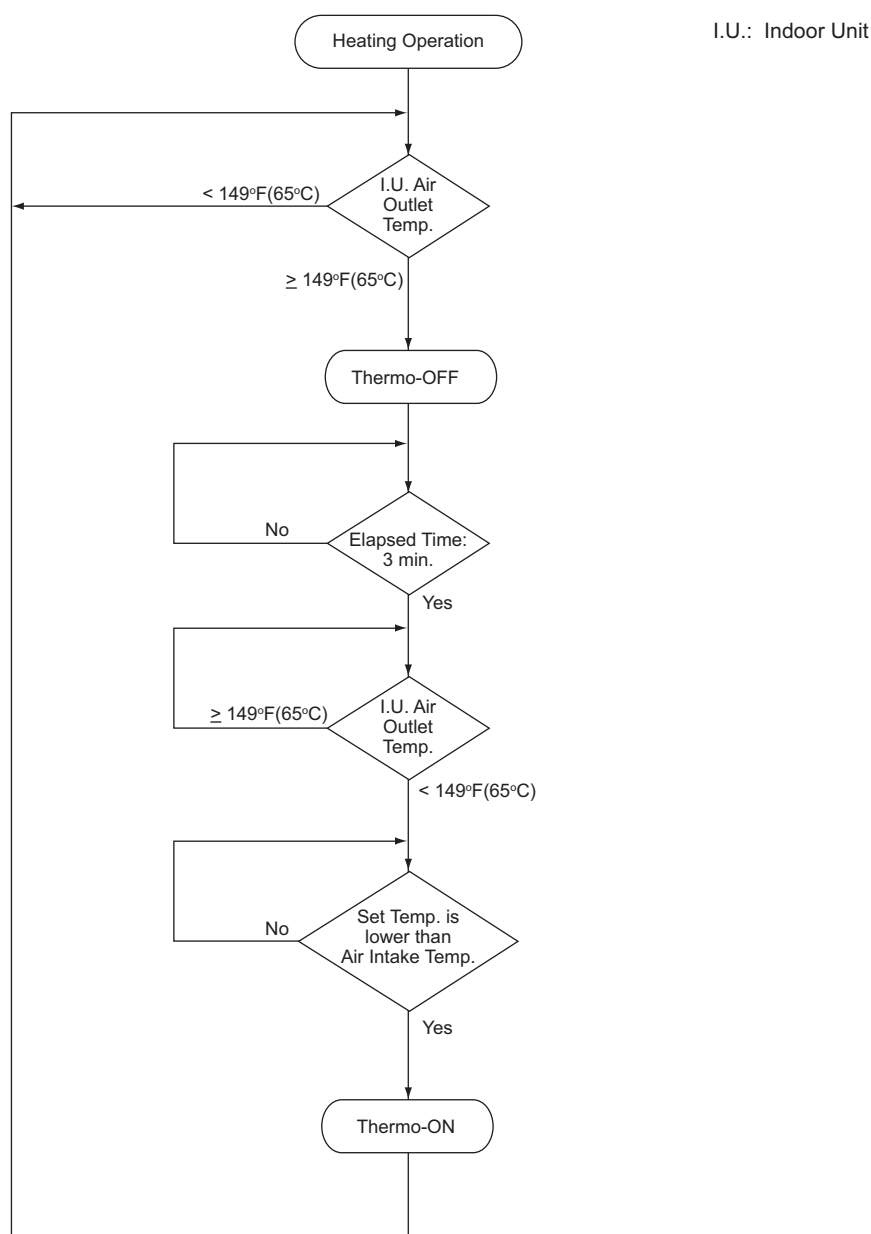 Heating Operation
I.U.: Indoor Unit
I.U. Air
Outlet
Temp.
< 149°F(65°C)
≥ 149°F(65°C)
Thermo-OFF
No
Elapsed Time:
3 min.
Yes
I.U. Air
Outlet
Temp.
≥ 149°F(65°C)
< 149°F(65°C)
No
Set Temp. is
lower than
Air Intake Temp.
Yes
Thermo-ON